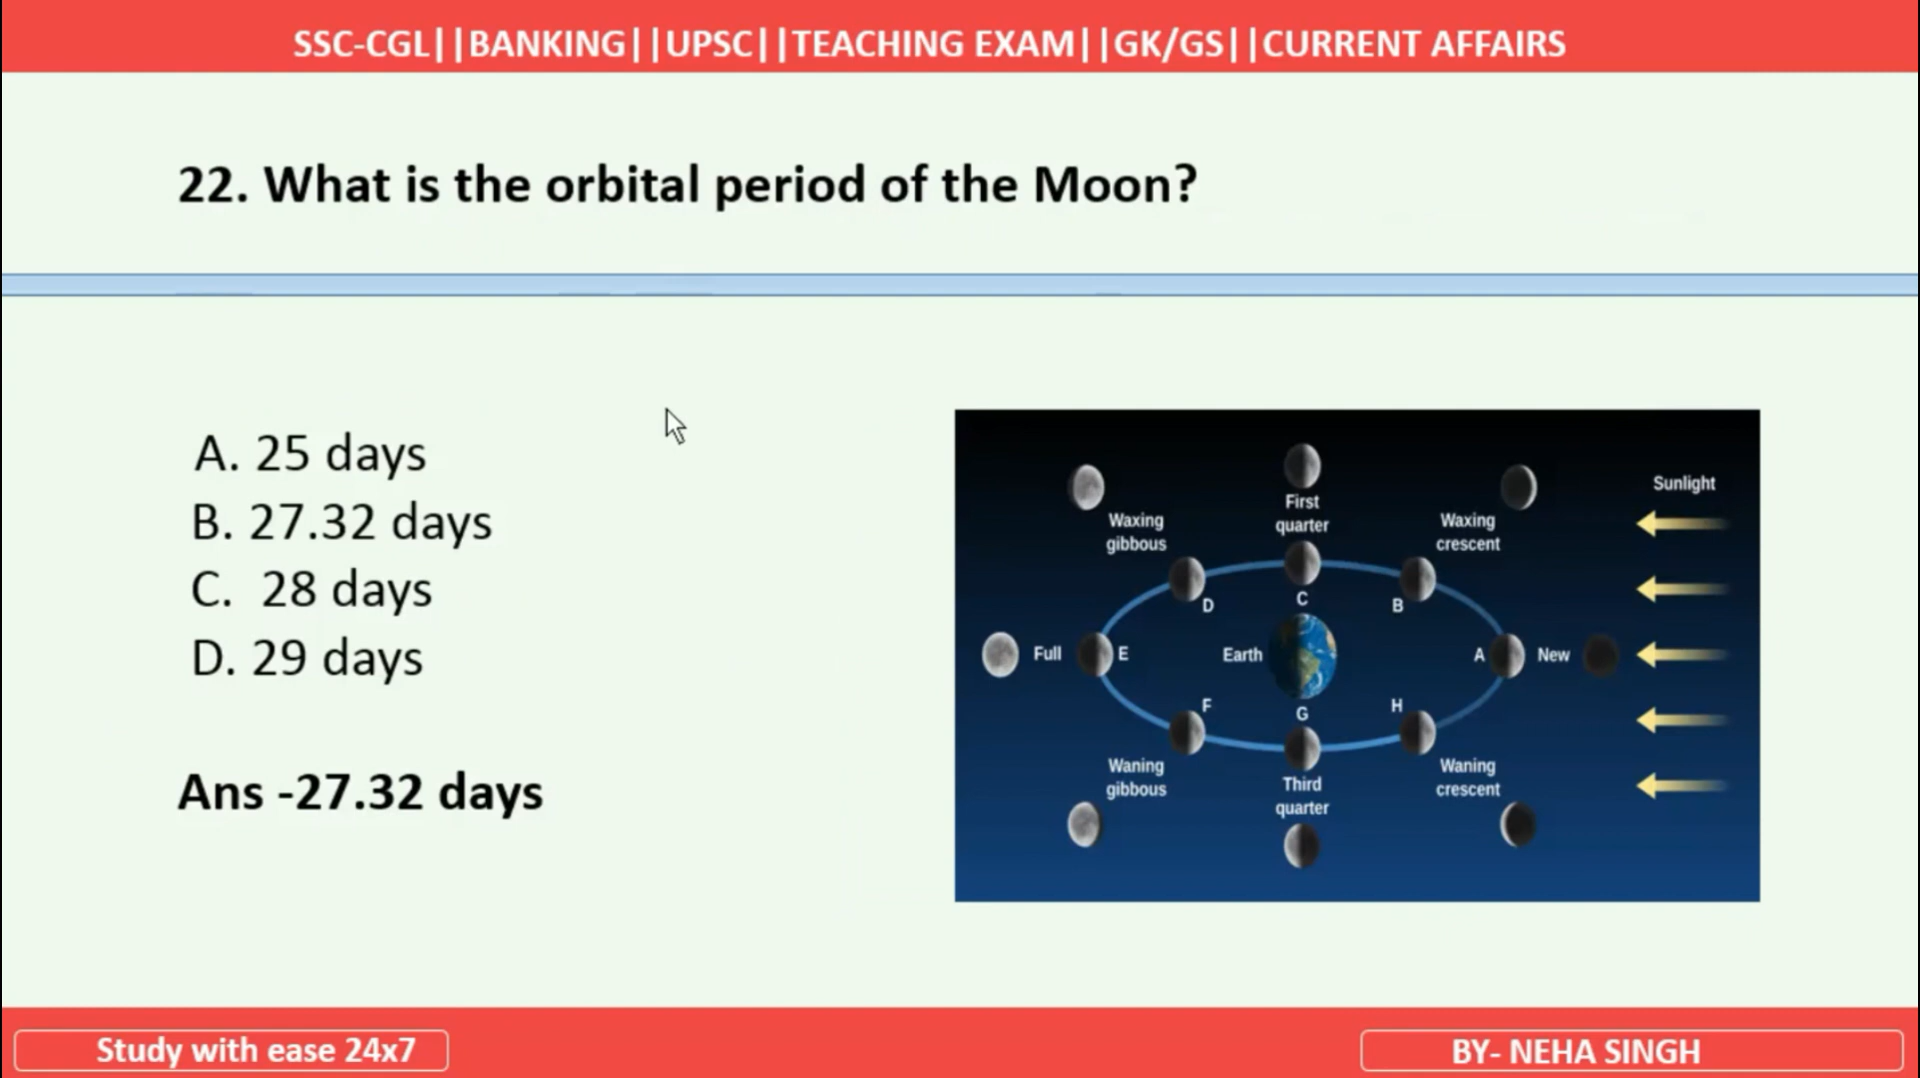 SSC-CGL||BANKING||UPSC||TEACHING EXAM||GK/GS||CURRENT AFFAIRS
22. What is the orbital period of the Moon?
A. 25 days
B. 27.32 days
C. 28 days
D. 29 days
Ans -27.32 days
Sunlight
First
quarter
Waxing
gibbous
Waxing
crescent
D
C
B
Full
E
Earth
A
New
F
G
H
Waning
gibbous
Third
quarter
Waning
crescent
Study with ease 24x7
BY- NEHA SINGH